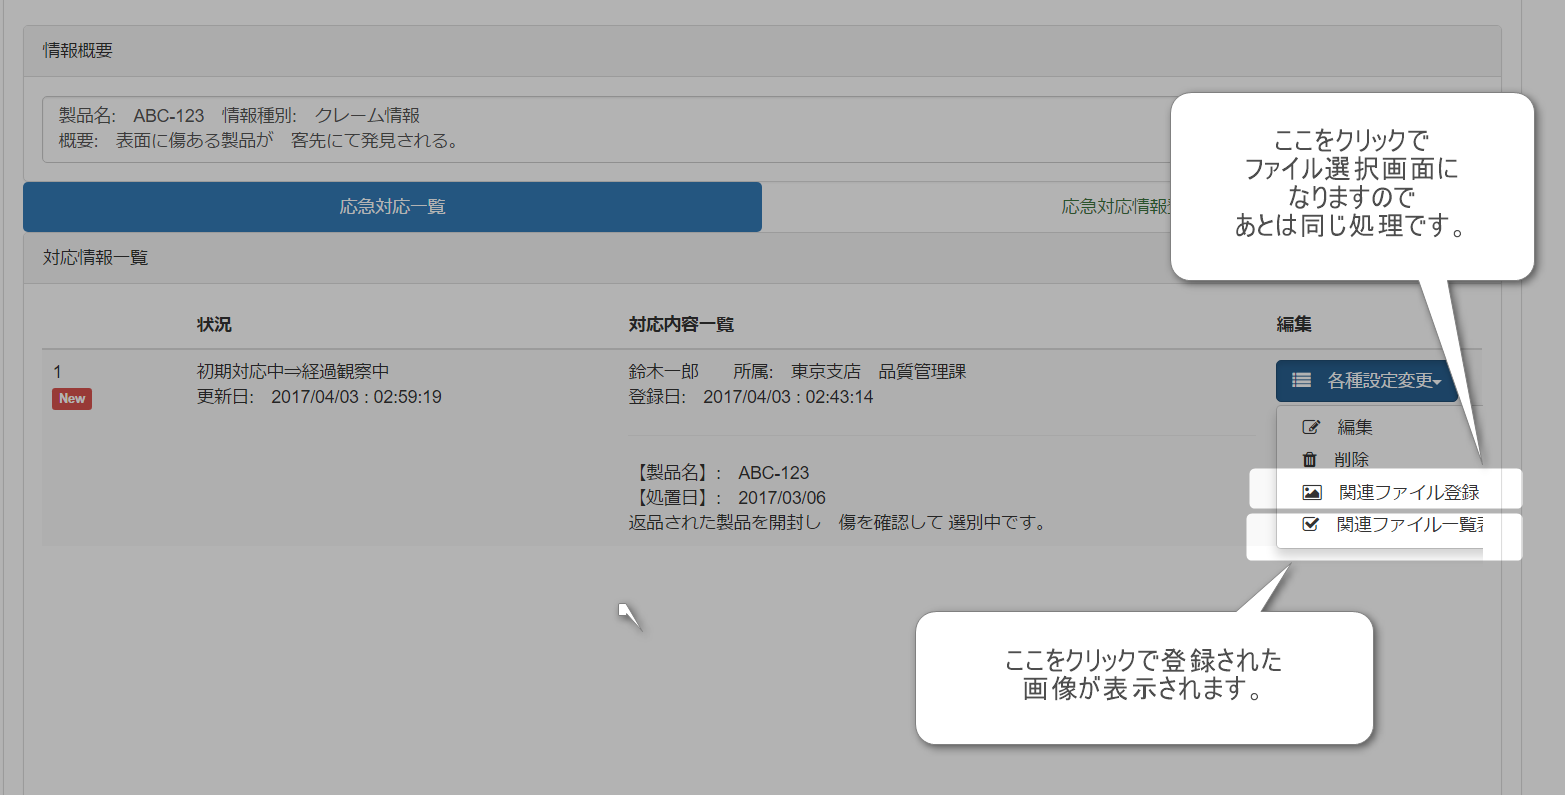 情報概要
製品名: ABC-123 情報種別: クレーム情報
概要: 表面に傷ある製品が 客先にて発見される。
ここをクリックで
ファイル選択画面に
なりますので
あとは同じ処理です。
応急対応一覧
応急対応情報
対応情報一覧
状況
対応内容一覧
編集
1
New
初期対応中⇒経過観察中
更新日: 2017/04/03 : 02:59:19
鈴木一郎 所属: 東京支店 品質管理課
登録日: 2017/04/03 : 02:43:14
【製品名】: ABC-123
【処置日】: 2017/03/06
返品された製品を開封し 傷を確認して 選別中です。
各種設定変更
編集
削除
関連ファイル登録
関連ファイル一覧
ここをクリックで登録された
画像が表示されます。